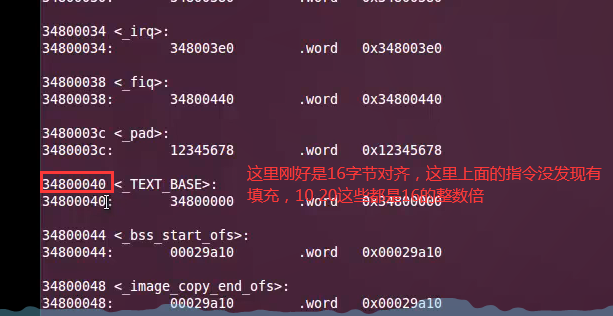 34800034 <_irq>:
34800034: 348003e0 .word 0x348003e0
34800038 <_fiq>:
34800038: 34800440 .word 0x34800440
3480003c <_pad>:
3480003c: 12345678 .word 0x12345678
34800040 <_TEXT_BASE>:
这里刚好是16字节对齐，这里上面的指令没发现有
34800040: 34800000 .word 0x34800000
填充，10,20这些都是16的整数倍
34800044 <_bss_start_ofs>:
34800044: 00029a10 .word 0x00029a10
34800048 <_image_copy_end_ofs>:
34800048: 00029a10 .word 0x00029a10